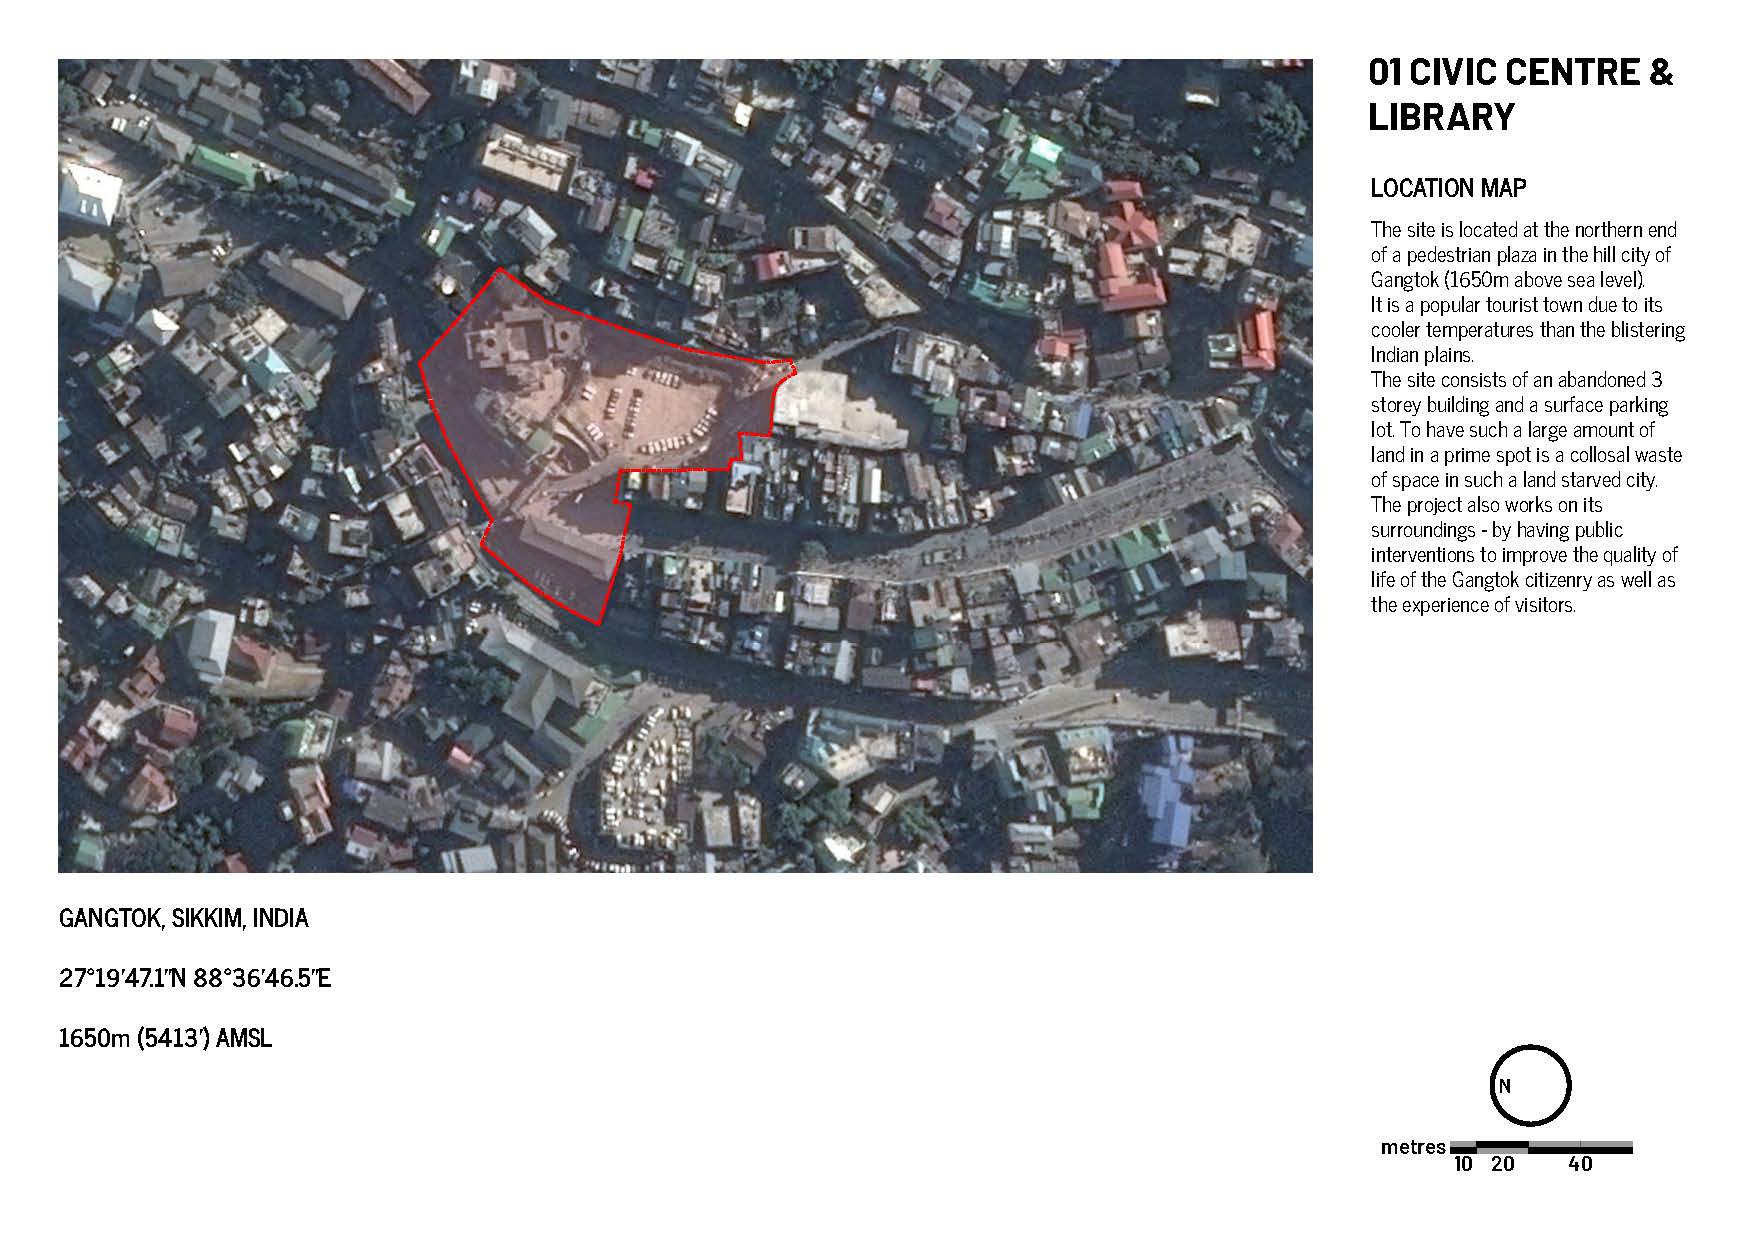 01 CIVIC CENTRE &
LIBRARY
LOCATION MAP
The site is located at the northern end
of a pedestrian plaza in the hill city of
Gangtok (1650m above sea level).
It is a popular tourist town due to its
cooler temperatures than the blistering
Indian plains.
The site consists of an abandoned 3
storey building and a surface parking
lot. To have such a large amount of
land in a prime spot is a collosal waste
of space in such a land starved city.
The project also works on its
surroundings - by having public
interventions to improve the quality of
life of the Gangtok citizenry as well as
the experience of visitors.
GANGTOK, SIKKIM, INDIA
27°19'47.1"N 88°36'46.5"E
1650m (5413') AMSL
N
metres
10 20 40